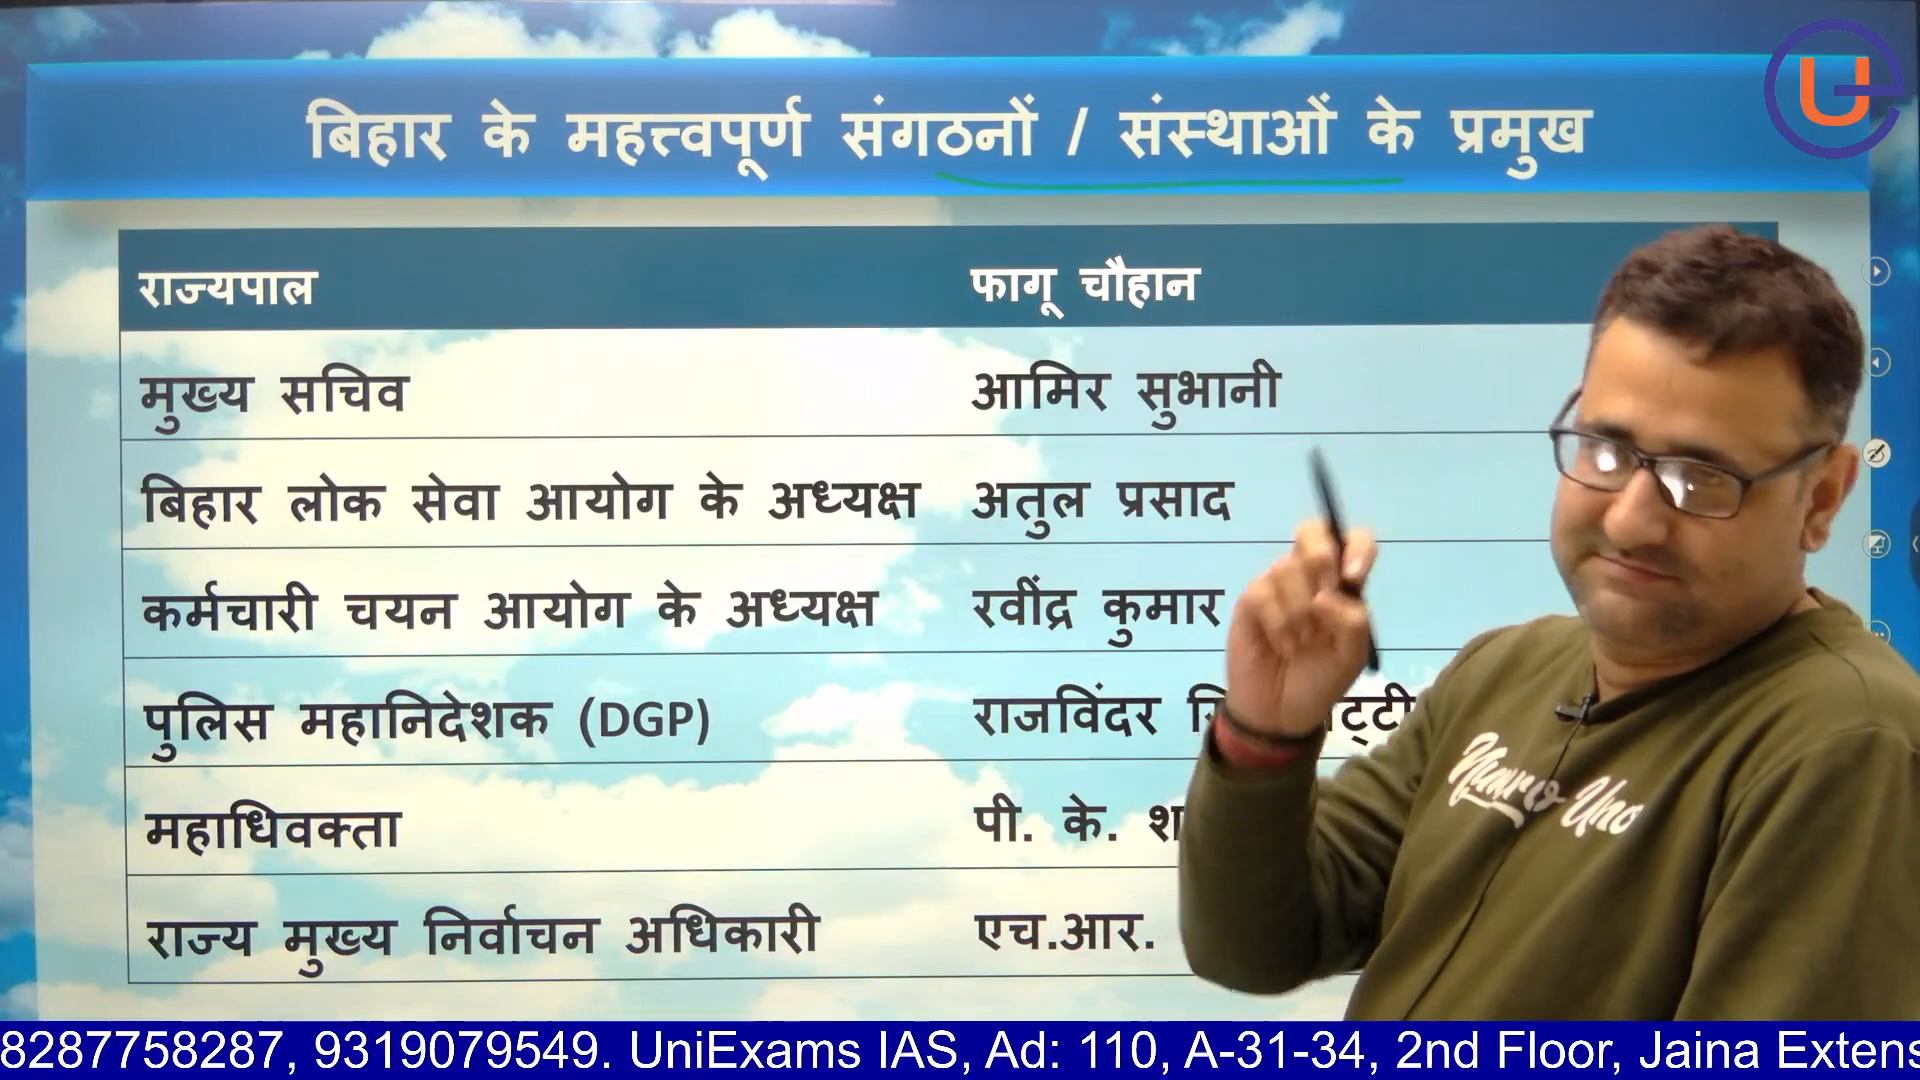 बिहार के महत्त्वपूर्ण संगठनों / संस्थाओं के प्रमुख
राज्यपाल फागू चौहान
मुख्य सचिव आमिर सुभानी
बिहार लोक सेवा आयोग के अध्यक्ष अतुल प्रसाद
कर्मचारी चयन आयोग के अध्यक्ष रवींद्र कुमार
पुलिस महानिदेशक (DGP) राजविंदर
महाधिवक्ता पी. के.
राज्य मुख्य निर्वाचन अधिकारी एच.आर.
Numro Uno
8287758287, 9319079549. UniExams IAS, Ad: 110, A-31-34, 2nd Floor, Jaina